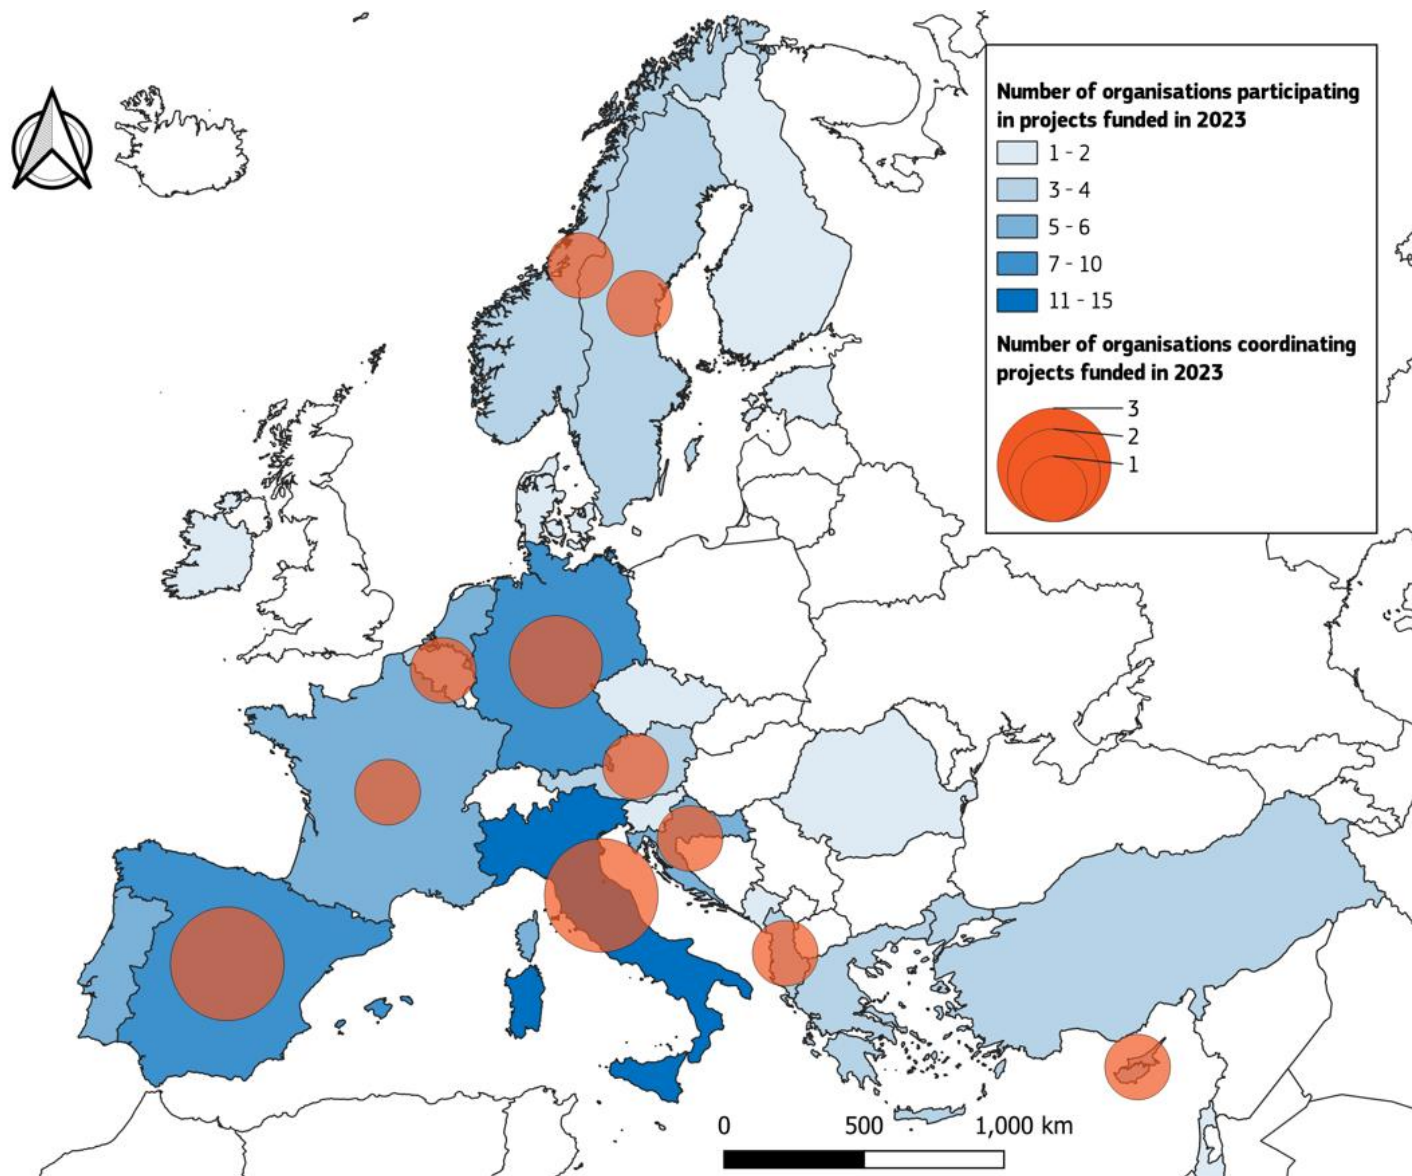 Number of organisations participating
in projects funded in 2023
1 - 2
3 - 4
5 - 6
7 - 10
11 - 15
Number of organisations coordinating
projects funded in 2023
3
2
1
0 500 1,000 km